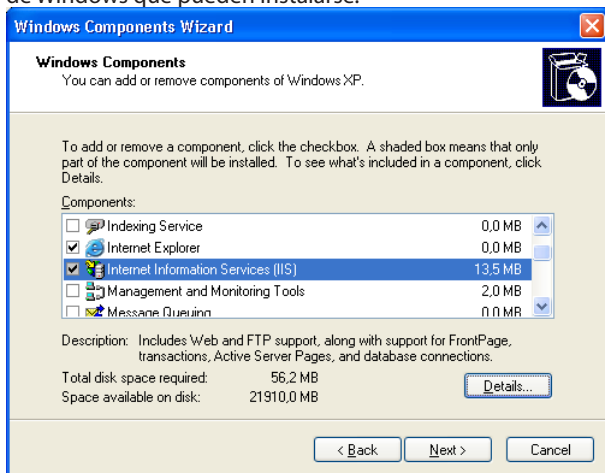 de Windows que pueden instalarse.
Windows Components Wizard
Windows Components
You can add or remove components of Windows XP.
To add or remove a component, click the checkbox. A shaded box means that only
part of the component will be installed. To see what's included in a component, click
Details.
Components:
Indexing Service 0,0 MB
Internet Explorer 0,0 MB
Internet Information Services (IIS) 13,5 MB
Management and Monitoring Tools 2,0 MB
Message Queuing 0,0 MB
Description: Includes Web and FTP support, along with support for FrontPage,
transactions, Active Server Pages, and database connections.
Total disk space required: 56,2 MB
Space available on disk: 21910,0 MB
Details...
< Back Next > Cancel